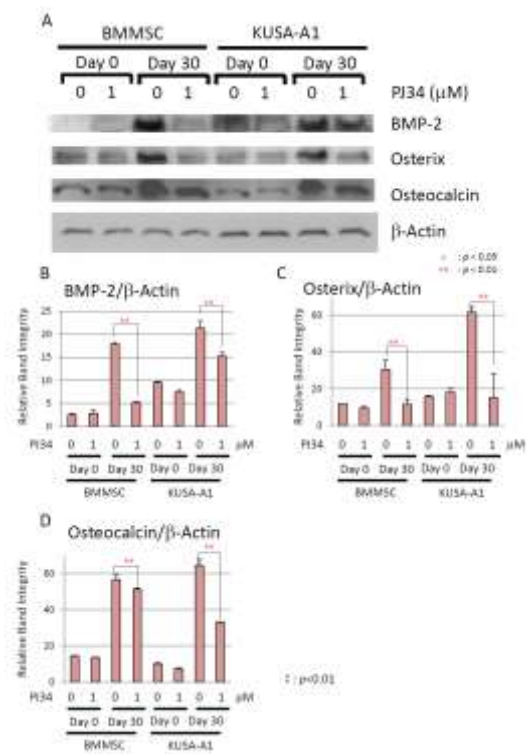 A
BMMSC KUSA-A1
Day 0 Day 30 Day 0 Day 30
0 1 0 1 0 1 0 1 PJ34 (μM)
BMP-2
Osterix
Osteocalcin
β-Actin
* : p < 0.05
** : p < 0.01
B
BMP-2/β-Actin
Relative Band Integrity
25
20
15
10
5
0
PJ34 0 1 0 1 0 1 0 1 μM
Day 0 Day 30 Day 0 Day 30
BMMSC KUSA-A1
C
Osterix/β-Actin
Relative Band Integrity
60
40
20
0
PJ34 0 1 0 1 0 1 0 1 μM
Day 0 Day 30 Day 0 Day 30
BMMSC KUSA-A1
D
Osteocalcin/β-Actin
Relative Band Integrity
60
40
20
0
PJ34 0 1 0 1 0 1 0 1 μM
Day 0 Day 30 Day 0 Day 30
BMMSC KUSA-A1
: p<0.01